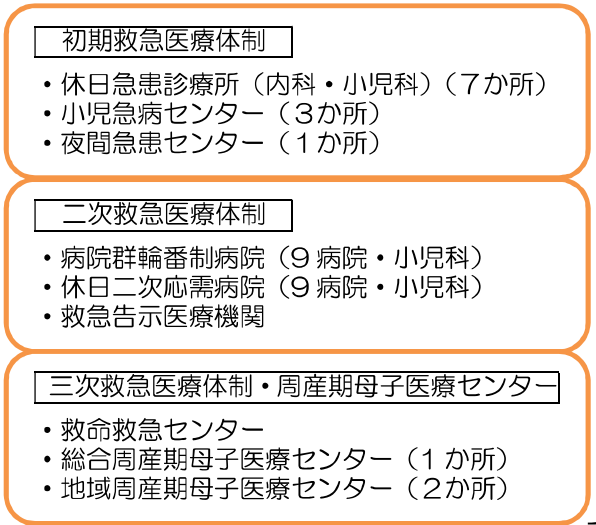 初期救急医療体制
・休日急患診療所（内科・小児科）（７か所）
・小児急病センター（３か所）
・夜間急患センター（１か所）
二次救急医療体制
・病院群輪番制病院（９病院・小児科）
・休日二次応需病院（９病院・小児科）
・救急告示医療機関
三次救急医療体制・周産期母子医療センター
・救命救急センター
・総合周産期母子医療センター（１か所）
・地域周産期母子医療センター（２か所）